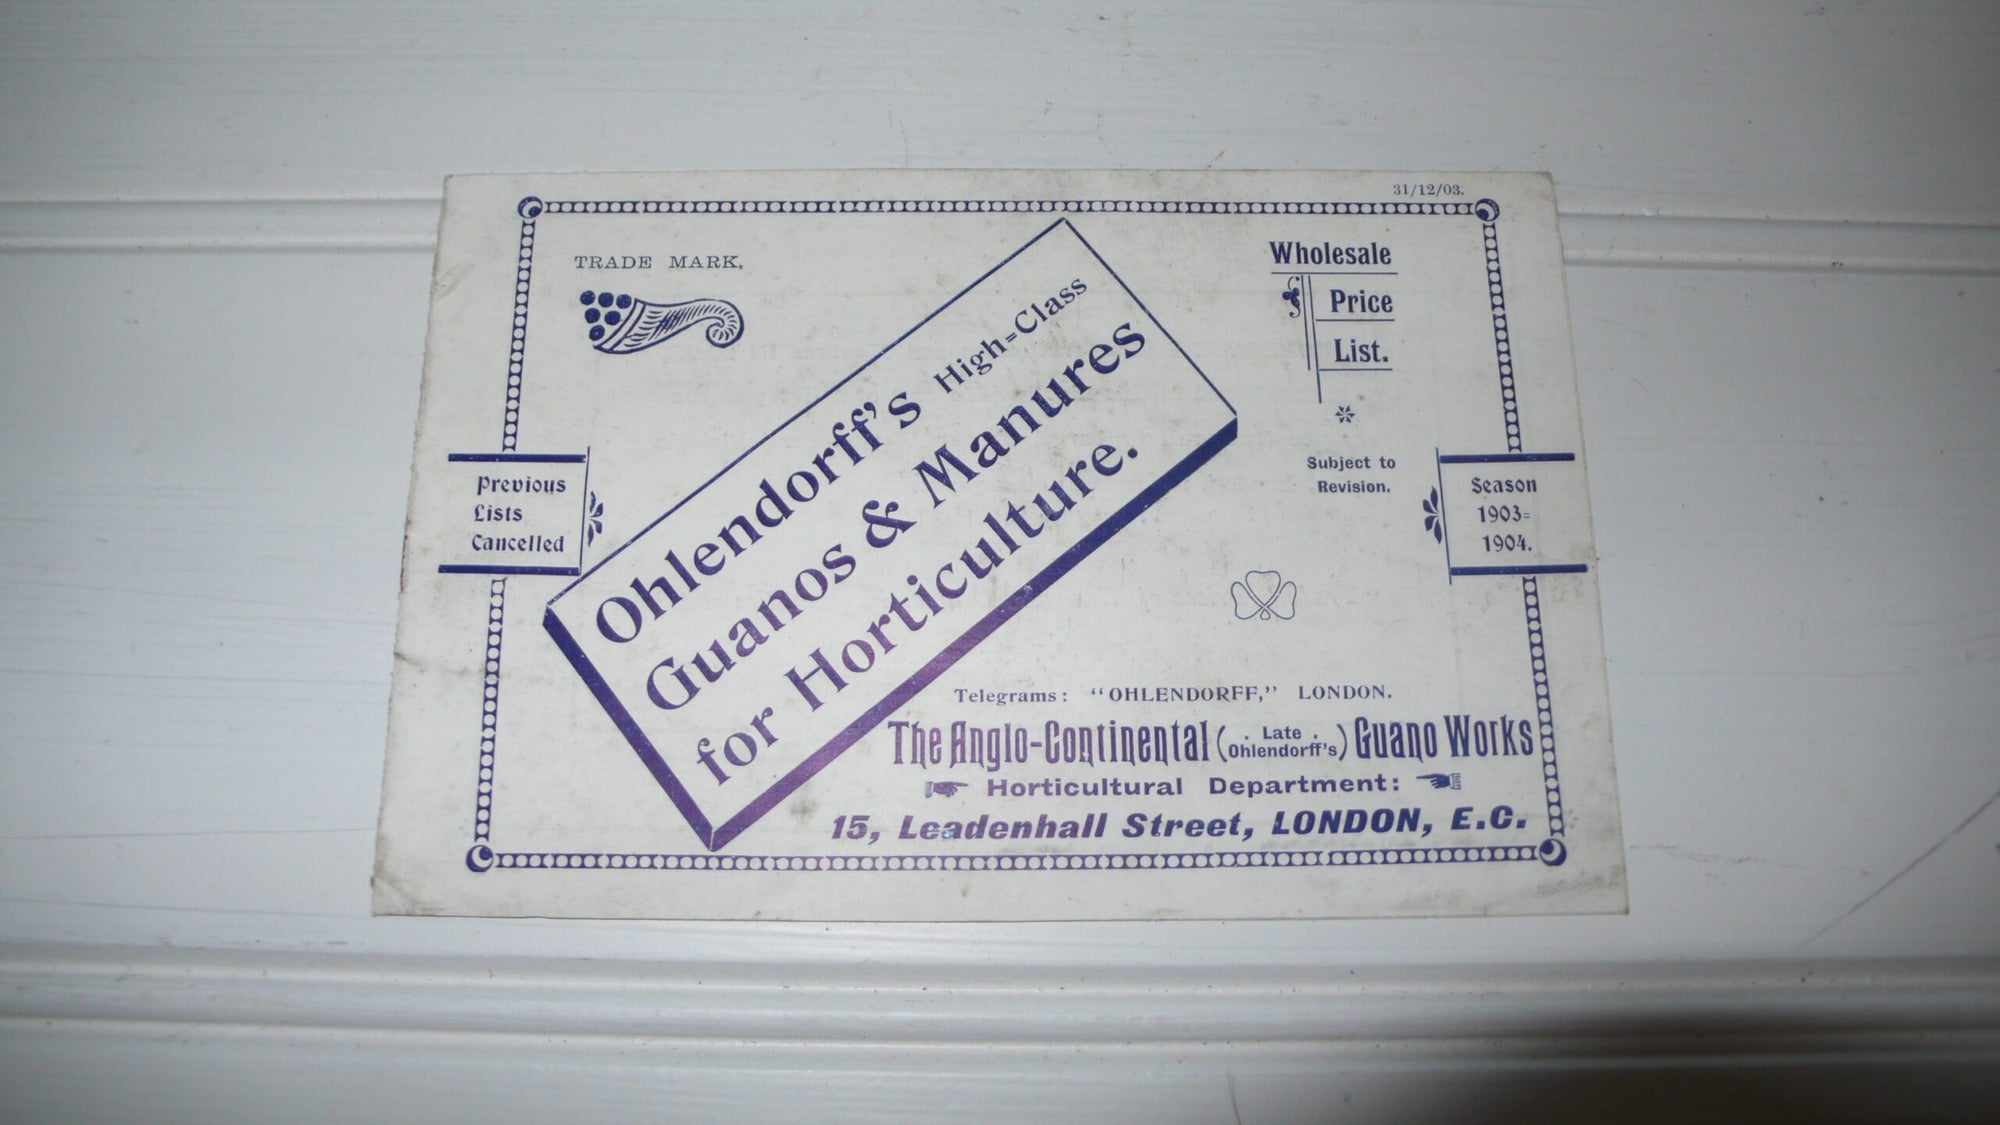 31/12/03.
TRADE MARK.
Wholesale
Price
List.
Subject to
Revision.
Previous
Lists
Cancelled
Season
1903=
1904.
Ohlendorff's High=Class
Guanos & Manures
for Horticulture.
Telegrams: "OHLENDORFF," LONDON.
The Anglo-Continental (. Late . Ohlendorff's) Guano Works
Horticultural Department:
15, Leadenhall Street, LONDON, E.C.